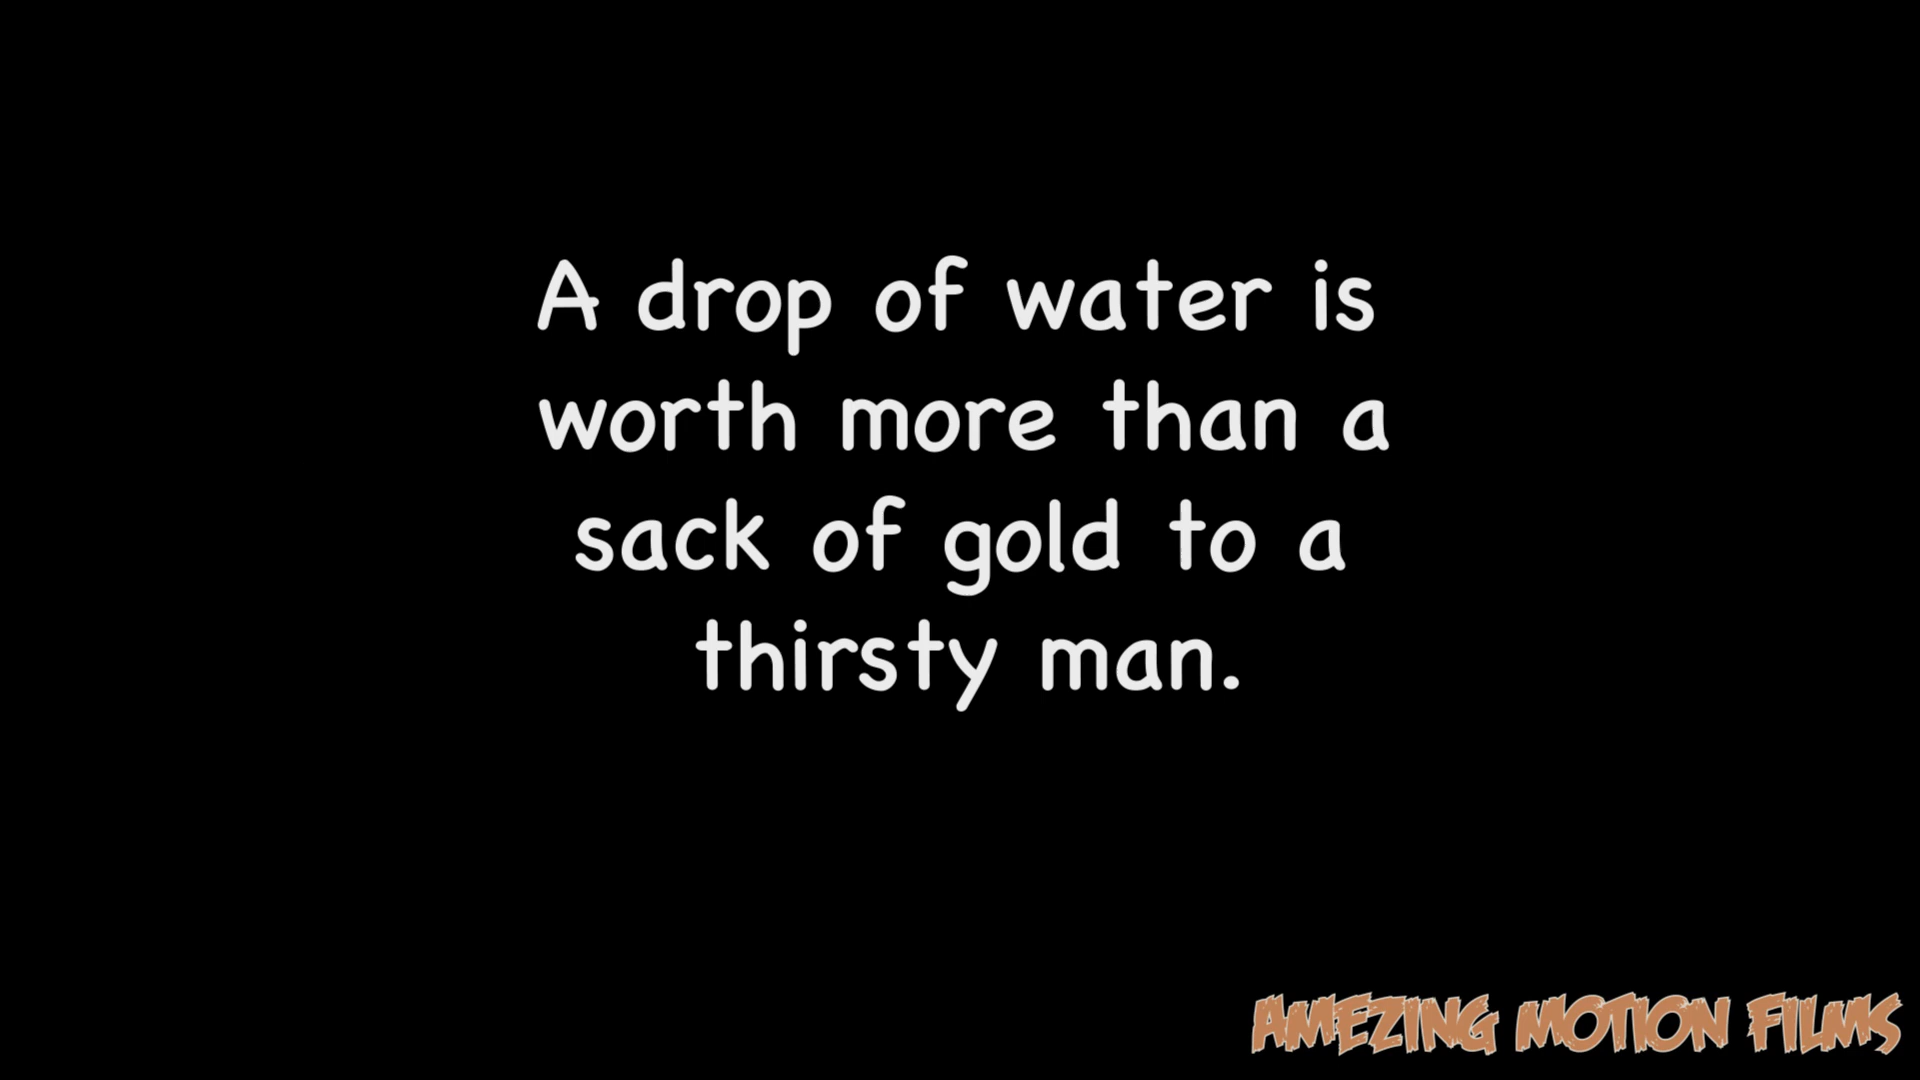 A drop of water is
worth more than a
sack of gold to a
thirsty man.
AMEZING MOTION FILMS